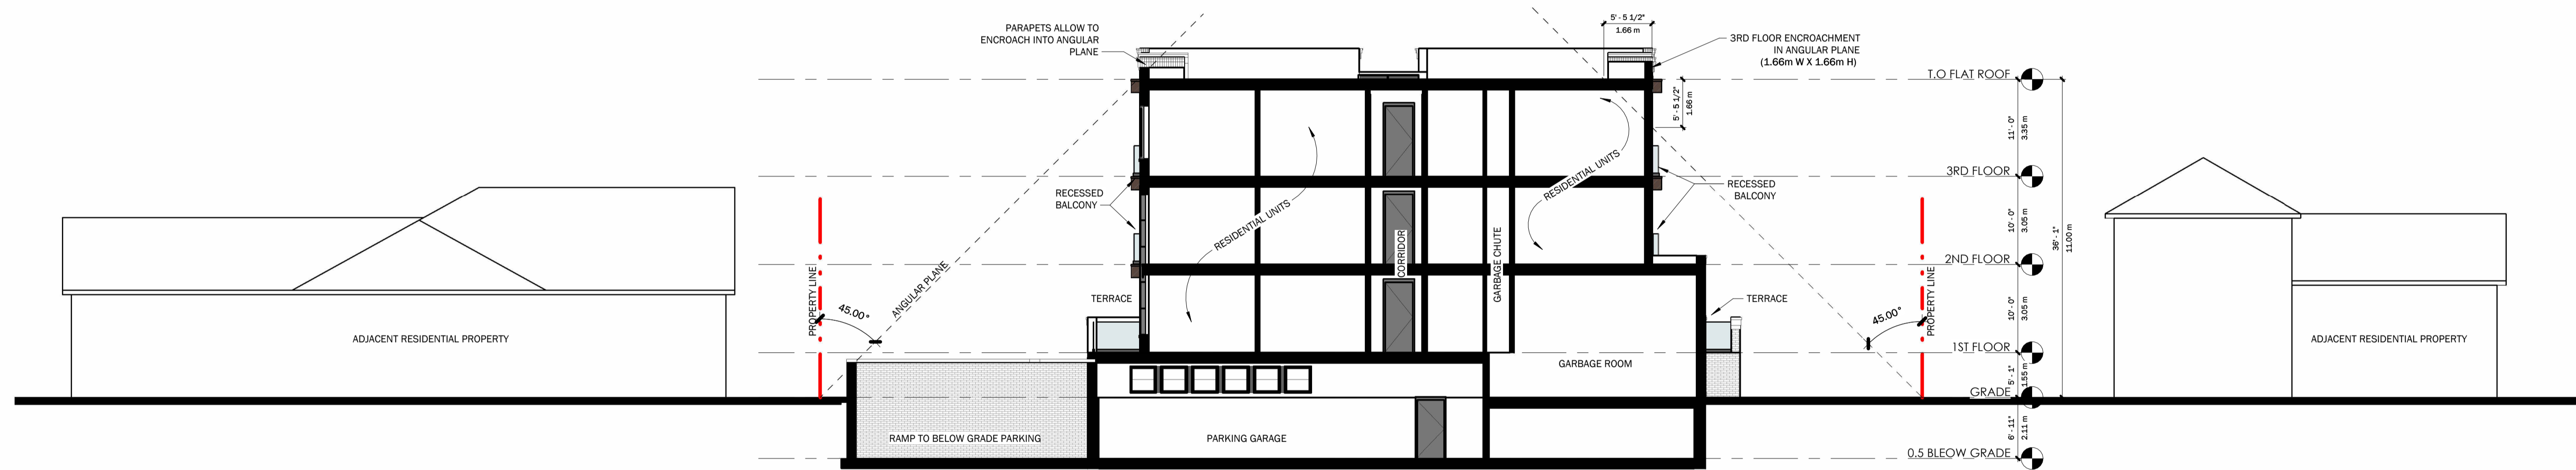 PARAPETS ALLOW TO
ENCROACH INTO ANGULAR
PLANE
5' - 5 1/2"
1.66 m
3RD FLOOR ENCROACHMENT
IN ANGULAR PLANE
(1.66m W X 1.66m H)
T.O FLAT ROOF
5' - 5 1/2"
1.66 m
11' - 0"
3.35 m
RESIDENTIAL UNITS
3RD FLOOR
RECESSED
BALCONY
RESIDENTIAL UNITS
RECESSED
BALCONY
10' - 0"
3.05 m
36' - 1"
11.00 m
CORRIDOR
GARBAGE CHUTE
2ND FLOOR
PROPERTY LINE
45.00°
ANGULAR PLANE
TERRACE
TERRACE
45.00°
PROPERTY LINE
10' - 0"
3.05 m
ADJACENT RESIDENTIAL PROPERTY
1ST FLOOR
ADJACENT RESIDENTIAL PROPERTY
GARBAGE ROOM
5' - 1"
1.55 m
GRADE
RAMP TO BELOW GRADE PARKING
PARKING GARAGE
6' - 11"
2.11 m
0.5 BLEOW GRADE